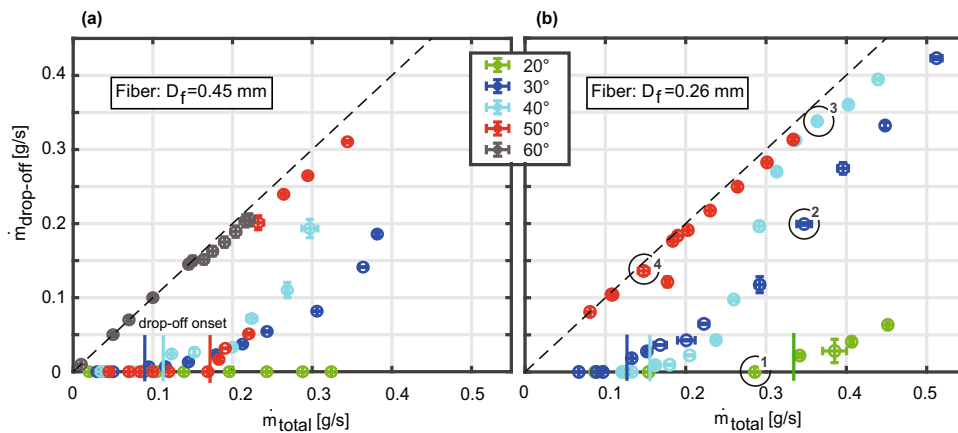 (a)
(b)
0.4
0.3
0.2
0.1
0
ṁdrop-off [g/s]
Fiber: Df=0.45 mm
drop-off onset
0 0.1 0.2 0.3 0.4 0.5
ṁtotal [g/s]
20°
30°
40°
50°
60°
Fiber: Df=0.26 mm
3
2
4
1
0 0.1 0.2 0.3 0.4 0.5
ṁtotal [g/s]